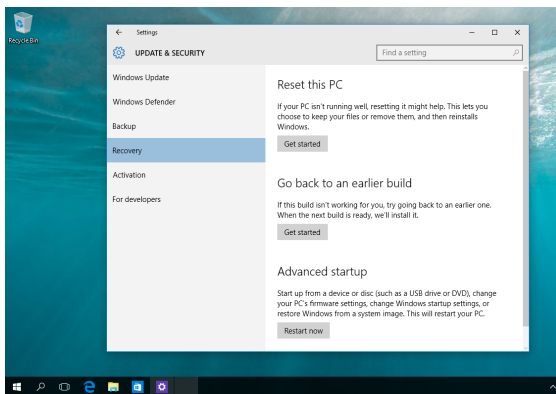 Recycle Bin
Settings
UPDATE & SECURITY
Find a setting
Windows Update
Windows Defender
Backup
Recovery
Activation
For developers
Reset this PC
If your PC isn't running well, resetting it might help. This lets you
choose to keep your files or remove them, and then reinstalls
Windows.
Get started
Go back to an earlier build
If this build isn't working for you, try going back to an earlier one.
When the next build is ready, we'll install it.
Get started
Advanced startup
Start up from a device or disc (such as a USB drive or DVD), change
your PC's firmware settings, change Windows startup settings, or
restore Windows from a system image. This will restart your PC.
Restart now